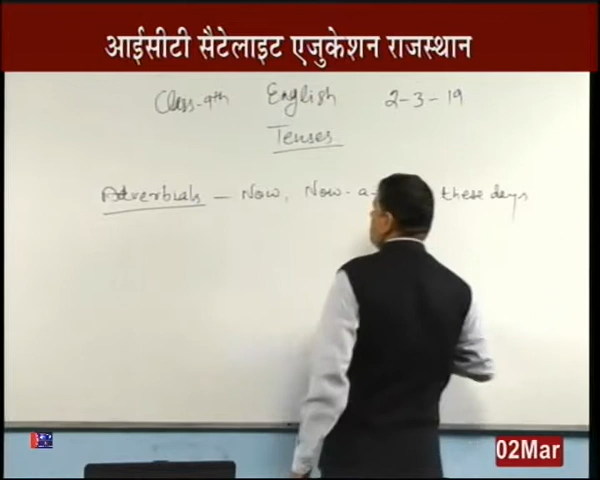 आईसीटी सैटेलाइट एजुकेशन राजस्थान
Class-9th English 2-3-19
Tenses
Adverbials - Now, Now-a- these days
02Mar